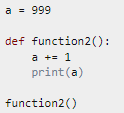 a = 999
def function2():
    a += 1
    print(a)
function2()